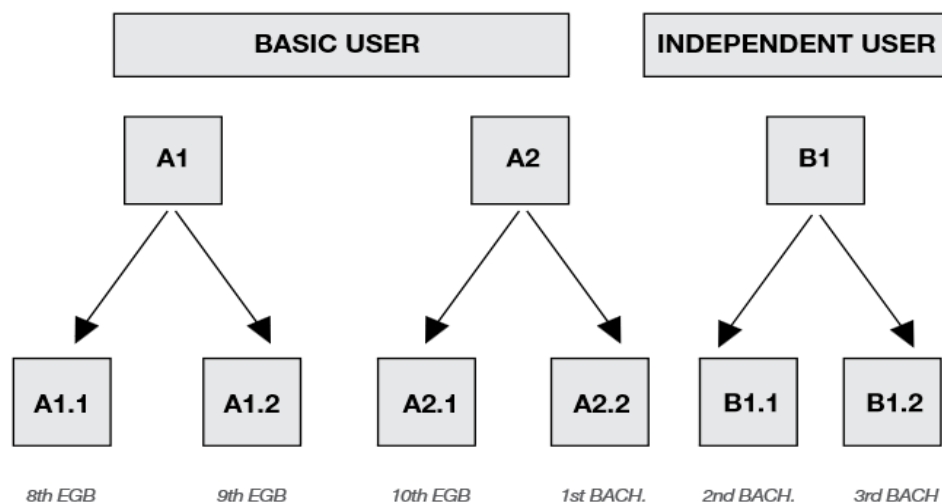 BASIC USER
INDEPENDENT USER
A1
A2
B1
A1.1
A1.2
A2.1
A2.2
B1.1
B1.2
8th EGB
9th EGB
10th EGB
1st BACH.
2nd BACH.
3rd BACH